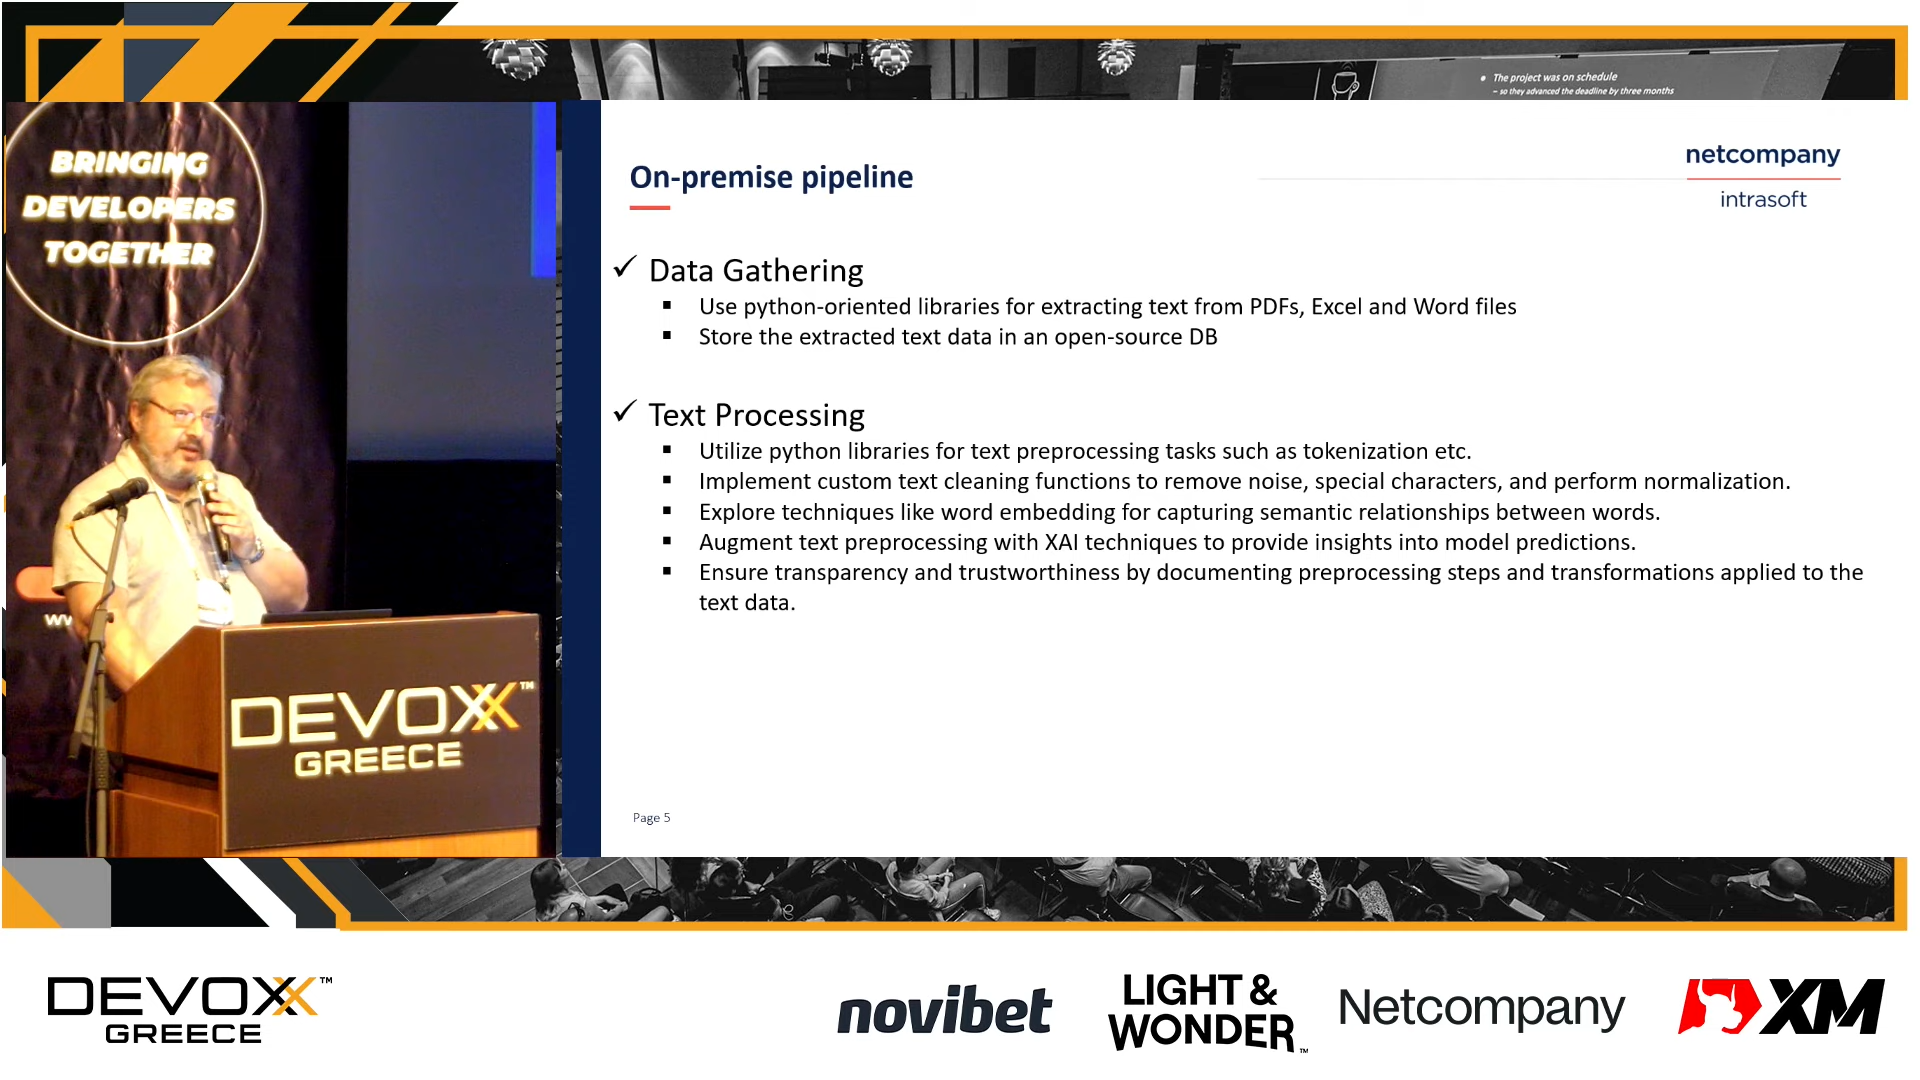 ● The project was on schedule
– so they advanced the deadline by three months
BRINGING
DEVELOPERS
TOGETHER
DEVOXX™
GREECE
On-premise pipeline
netcompany
intrasoft
✓ Data Gathering
▪ Use python-oriented libraries for extracting text from PDFs, Excel and Word files
▪ Store the extracted text data in an open-source DB
✓ Text Processing
▪ Utilize python libraries for text preprocessing tasks such as tokenization etc.
▪ Implement custom text cleaning functions to remove noise, special characters, and perform normalization.
▪ Explore techniques like word embedding for capturing semantic relationships between words.
▪ Augment text preprocessing with XAI techniques to provide insights into model predictions.
▪ Ensure transparency and trustworthiness by documenting preprocessing steps and transformations applied to the
text data.
Page 5
DEVOXX™
GREECE
novibet
LIGHT &
WONDER™
Netcompany
XM